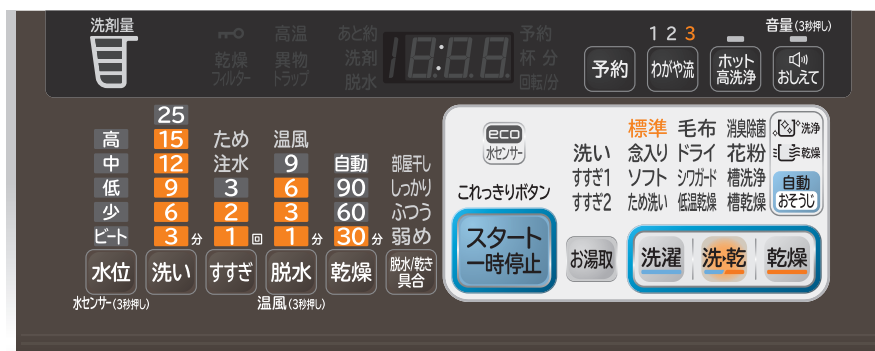 洗剤量
高温
あと約
予約
乾燥
異物
洗剤
杯 分
フィルター
トラップ
脱水
回転/分
18:8.8
1 2 3
音量(3秒押し)
予約
わがや流
ホット
高洗浄
おしえて
25
高 15 ため 温風
中 12 注水 9 自動 部屋干し
低 9 3 6 90 しっかり
少 6 2 3 60 ふつう
ビート 3分 1回 1分 30分 弱め
水位
洗い
すすぎ
脱水
乾燥
脱水/乾き
具合
水センサー(3秒押し)
温風(3秒押し)
eco
水センサー
これっきりボタン
スタート
一時停止
標準 毛布 消臭除菌
洗い 念入り ドライ 花粉
すすぎ1 ソフト シワガード 槽洗浄
すすぎ2 ため洗い 低温乾燥 槽乾燥
洗浄
乾燥
自動
おそうじ
お湯取
洗濯
洗・乾
乾燥